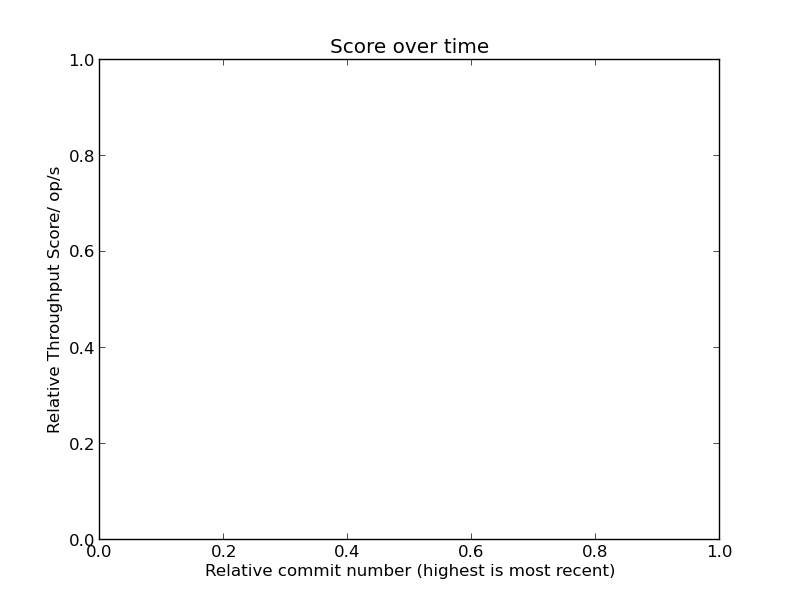 Score over time
1.0
0.8
0.6
0.4
0.2
0.0
0.0 0.2 0.4 0.6 0.8 1.0
Relative Throughput Score/ op/s
Relative commit number (highest is most recent)